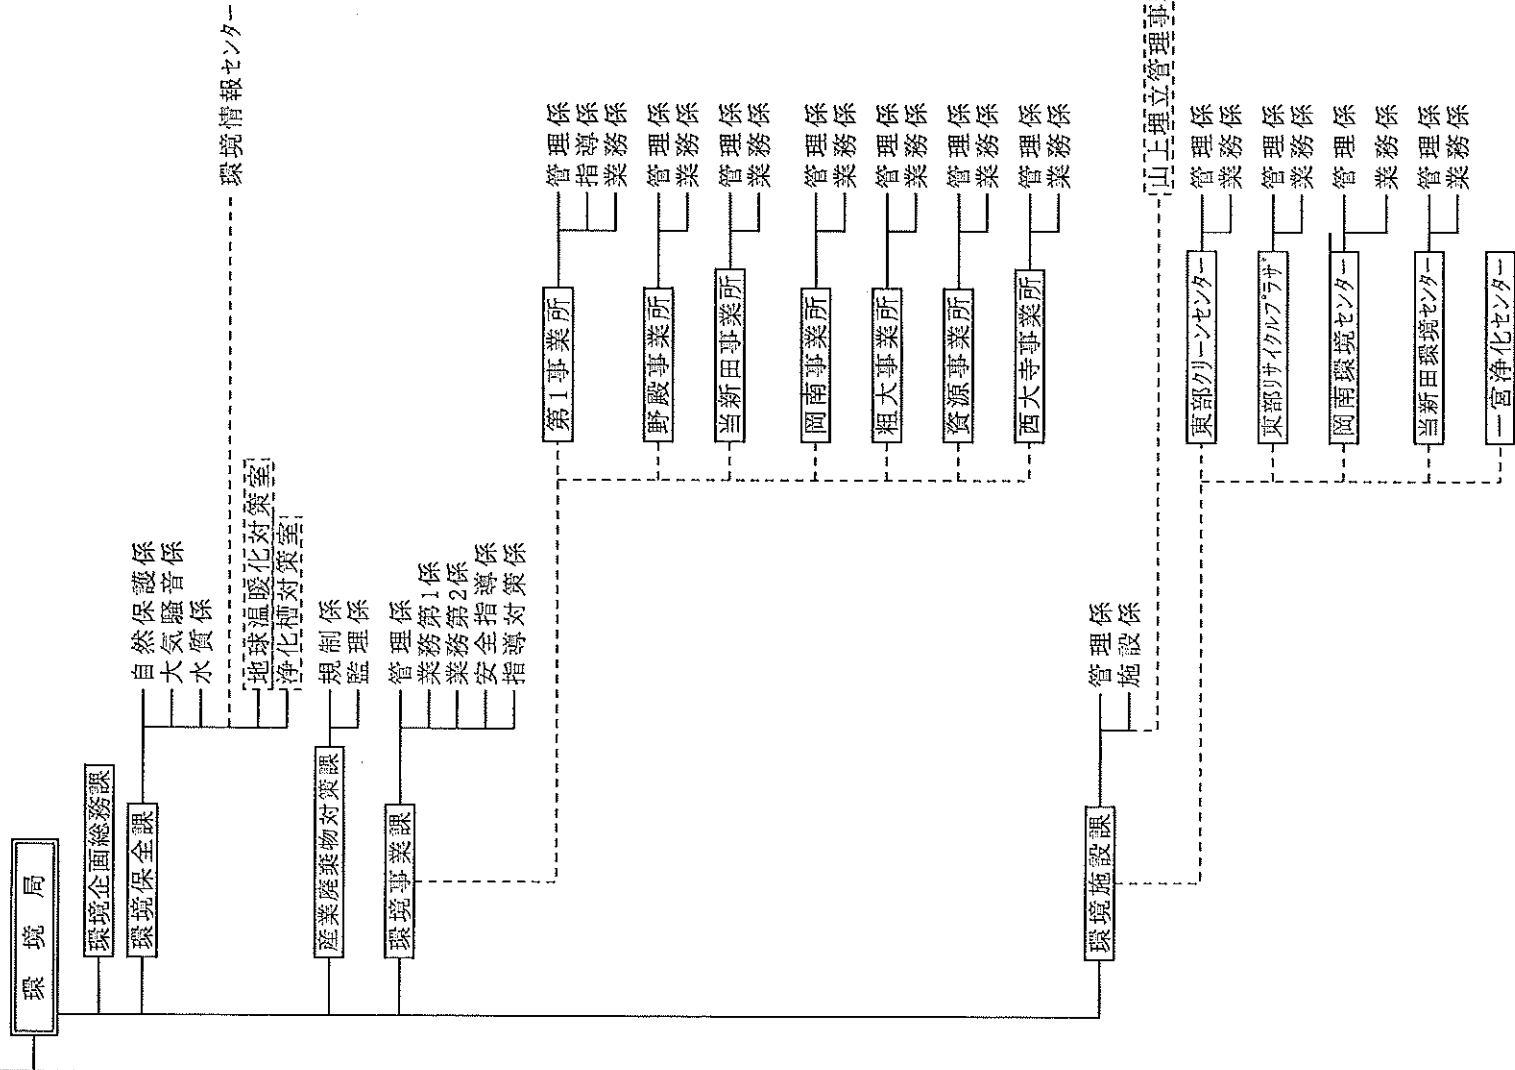 環境局
環境企画総務課
環境保全課
自然保護係
大気騒音係
水質係
環境情報センター
地球温暖化対策室
浄化槽対策室
産業廃棄物対策課
規制係
監理係
環境事業課
管理係
業務第1係
業務第2係
安全指導係
指導対策係
第1事業所
管理係
指導係
業務係
野殿事業所
管理係
業務係
当新田事業所
管理係
業務係
岡南事業所
管理係
業務係
粗大事業所
管理係
業務係
資源事業所
管理係
業務係
西大寺事業所
管理係
業務係
環境施設課
管理係
施設係
山上埋立管理事
東部クリーンセンター
管理係
業務係
東部リサイクルプラザ
管理係
業務係
岡南環境センター
管理係
業務係
当新田環境センター
管理係
業務係
一宮浄化センター